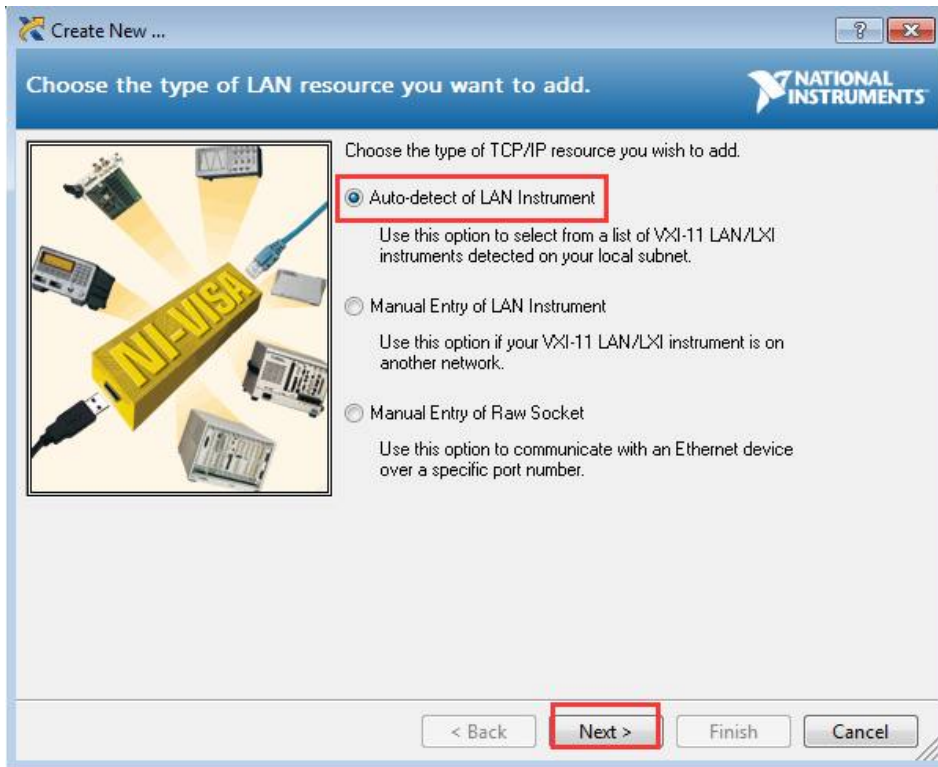 Create New ...
Choose the type of LAN resource you want to add.
NATIONAL
INSTRUMENTS
Choose the type of TCP/IP resource you wish to add.
Auto-detect of LAN Instrument
Use this option to select from a list of VXI-11 LAN/LXI
instruments detected on your local subnet.
Manual Entry of LAN Instrument
Use this option if your VXI-11 LAN/LXI instrument is on
another network.
Manual Entry of Raw Socket
Use this option to communicate with an Ethernet device
over a specific port number.
NI-VISA
< Back
Next >
Finish
Cancel